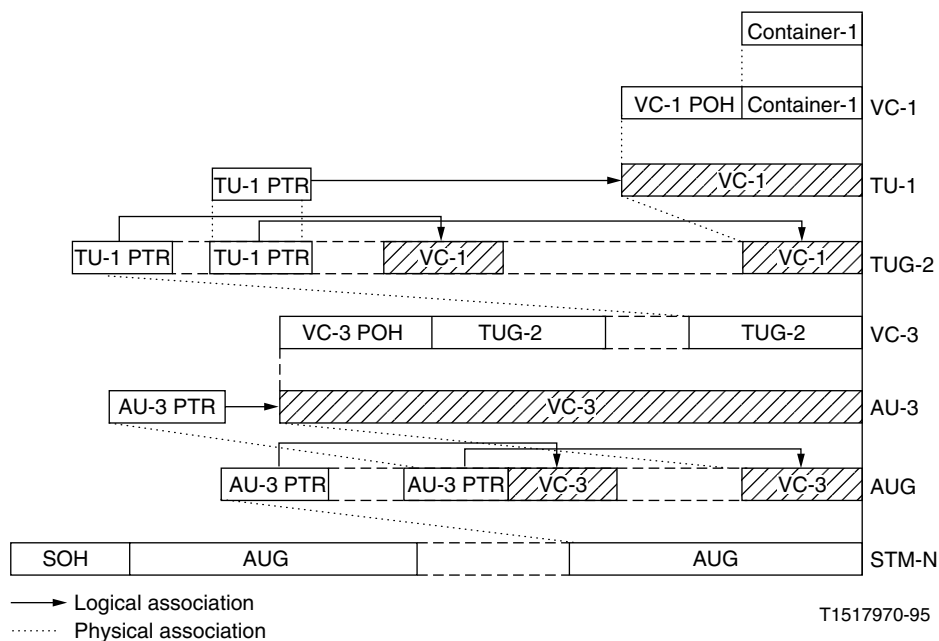 Container-1
VC-1 POH Container-1 VC-1
TU-1 PTR VC-1 TU-1
TU-1 PTR TU-1 PTR VC-1 VC-1 TUG-2
VC-3 POH TUG-2 TUG-2 VC-3
AU-3 PTR VC-3 AU-3
AU-3 PTR AU-3 PTR VC-3 VC-3 AUG
SOH AUG AUG STM-N
Logical association
Physical association
T1517970-95